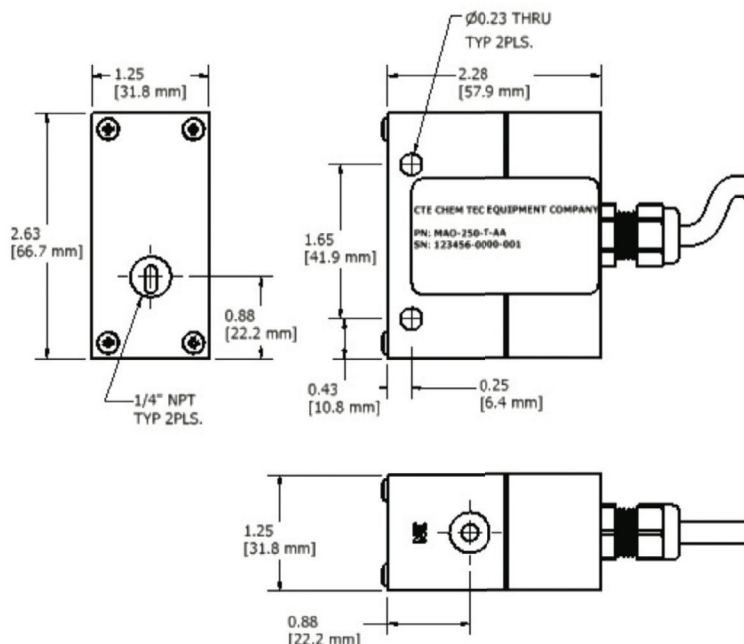 Ø0.23 THRU
TYP 2PLS.
1.25
[31.8 mm]
2.28
[57.9 mm]
2.63
[66.7 mm]
1.65
[41.9 mm]
CTE CHEM TEC EQUIPMENT COMPANY
PN: MAO-250-T-AA
SN: 123456-0000-001
0.88
[22.2 mm]
0.43
[10.8 mm]
0.25
[6.4 mm]
1/4" NPT
TYP 2PLS.
1.25
[31.8 mm]
0.88
[22.2 mm]